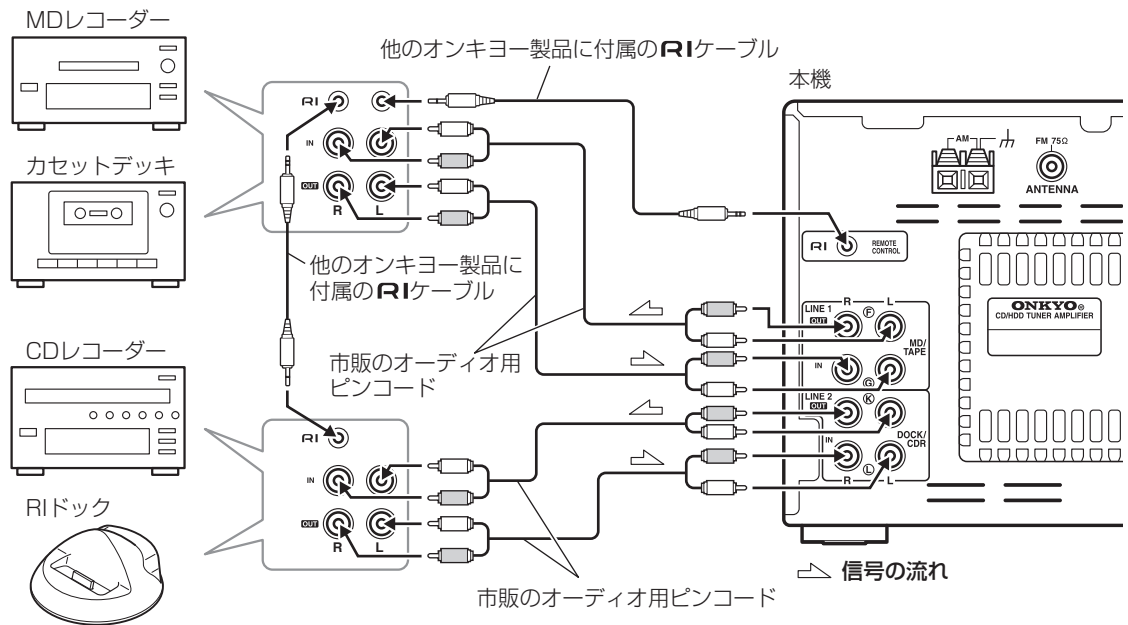 MDレコーダー
カセットデッキ
CDレコーダー
RIドック
他のオンキヨー製品に付属のRIケーブル
RI
IN
OUT
R L
他のオンキヨー製品に
付属のRIケーブル
市販のオーディオ用
ピンコード
RI
IN
OUT
R L
市販のオーディオ用ピンコード
本機
AM
FM 75Ω
ANTENNA
RI REMOTE
CONTROL
R L
LINE 1 F
OUT
MD/
TAPE
IN
G
LINE 2 K
OUT
DOCK/
CDR
IN
L
R L
ONKYO®
CD/HDD TUNER AMPLIFIER
信号の流れ